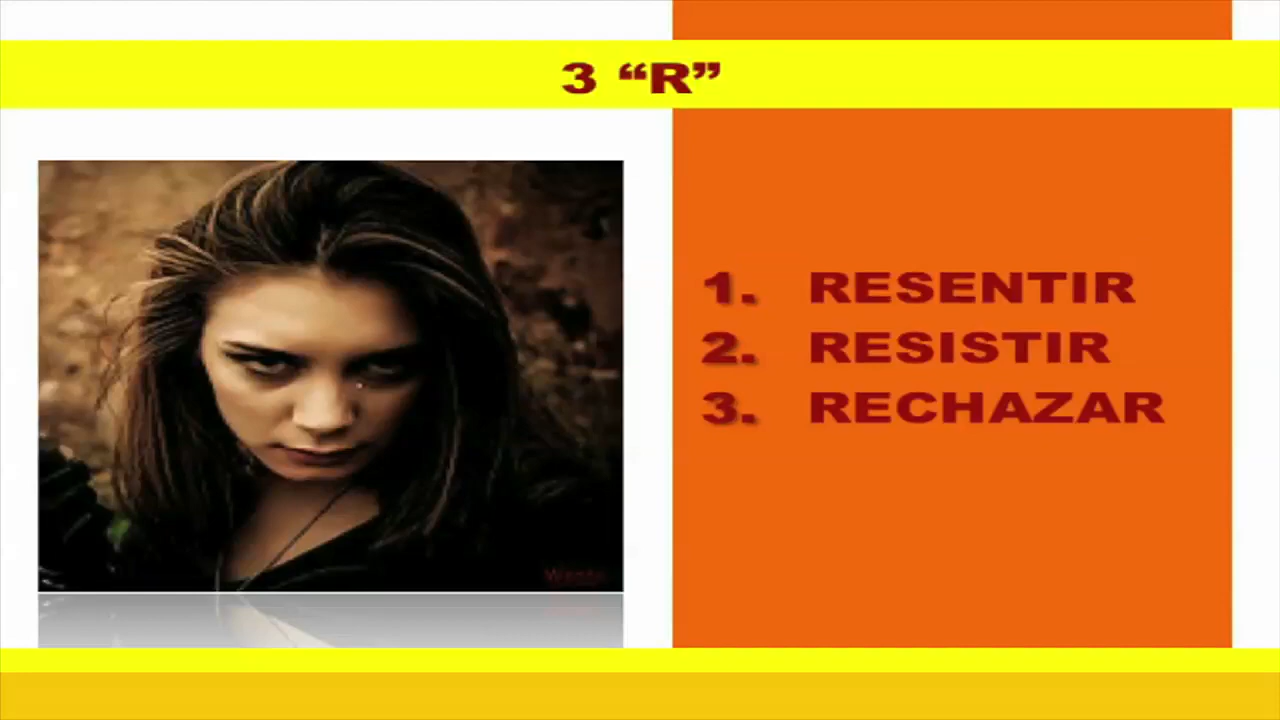 3 “R”
1. RESENTIR
2. RESISTIR
3. RECHAZAR